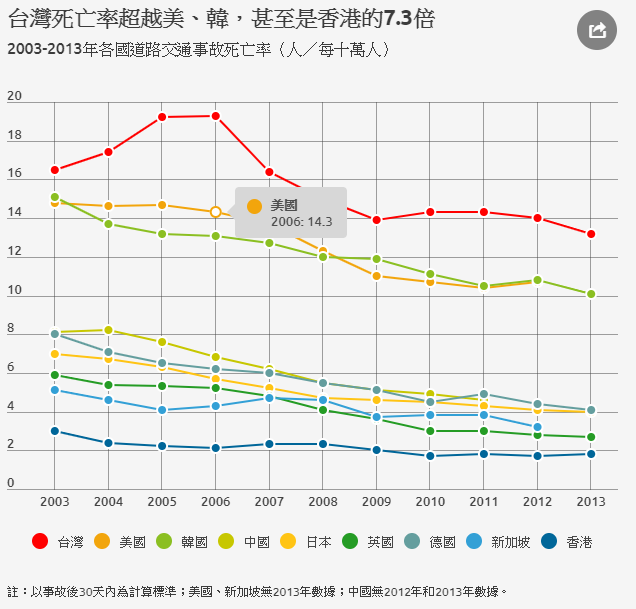 台灣死亡率超越美、韓，甚至是香港的7.3倍
2003-2013年各國道路交通事故死亡率（人／每十萬人）
20
18
16
14
12
10
8
6
4
2
0
美國
2006: 14.3
2003 2004 2005 2006 2007 2008 2009 2010 2011 2012 2013
台灣 美國 韓國 中國 日本 英國 德國 新加坡 香港
註：以事故後30天內為計算標準；美國、新加坡無2013年數據；中國無2012年和2013年數據。